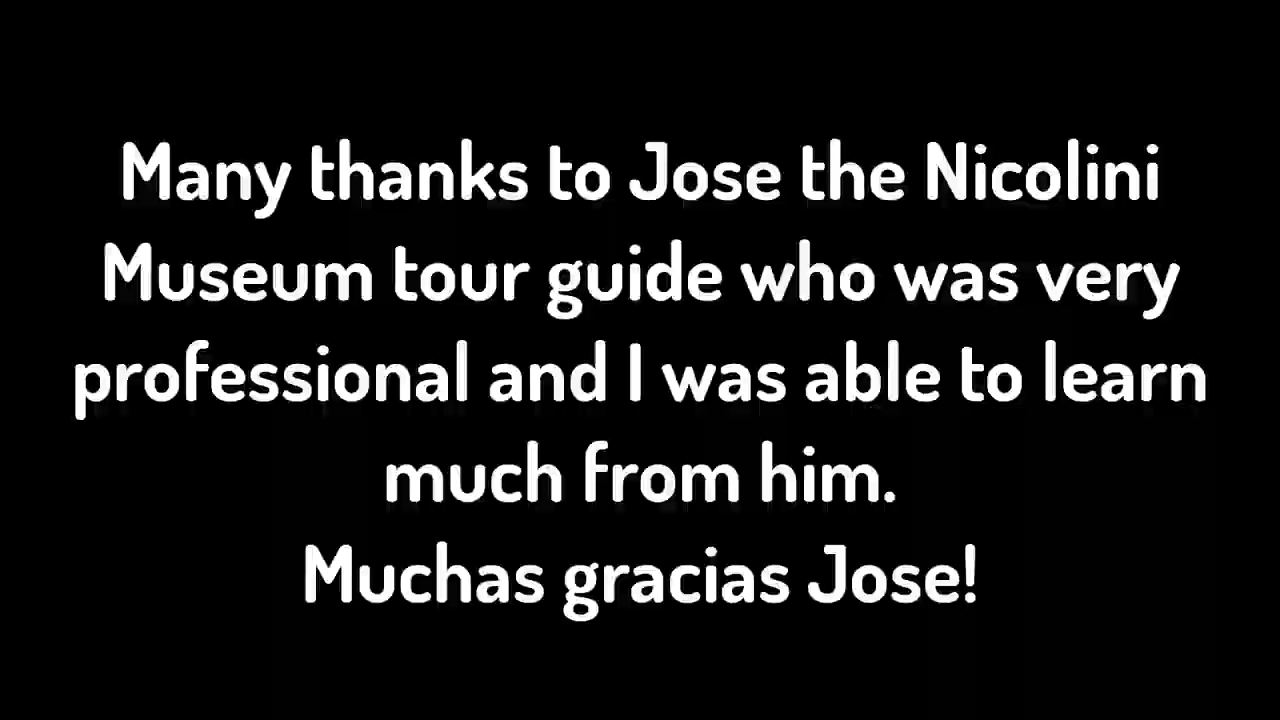 Many thanks to Jose the Nicolini
Museum tour guide who was very
professional and I was able to learn
much from him.
Muchas gracias Jose!